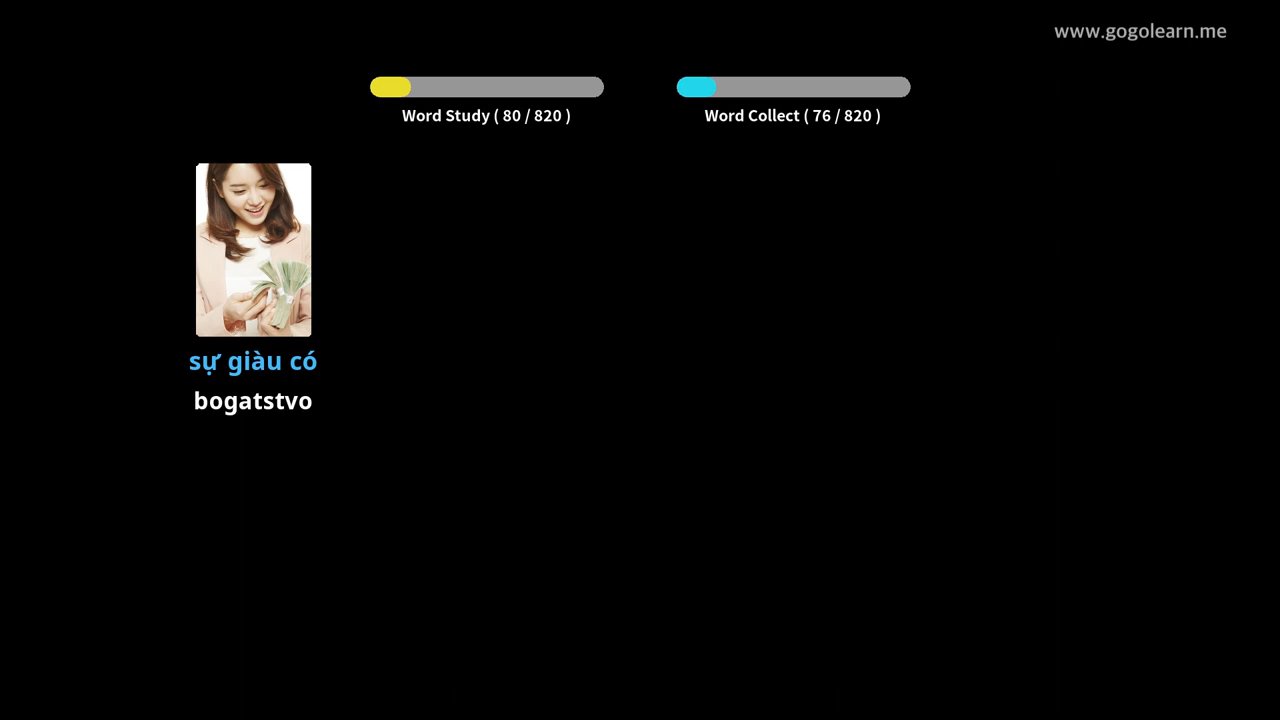 www.gogolearn.me
Word Study ( 80 / 820 )
Word Collect ( 76 / 820 )
sự giàu có
bogatstvo